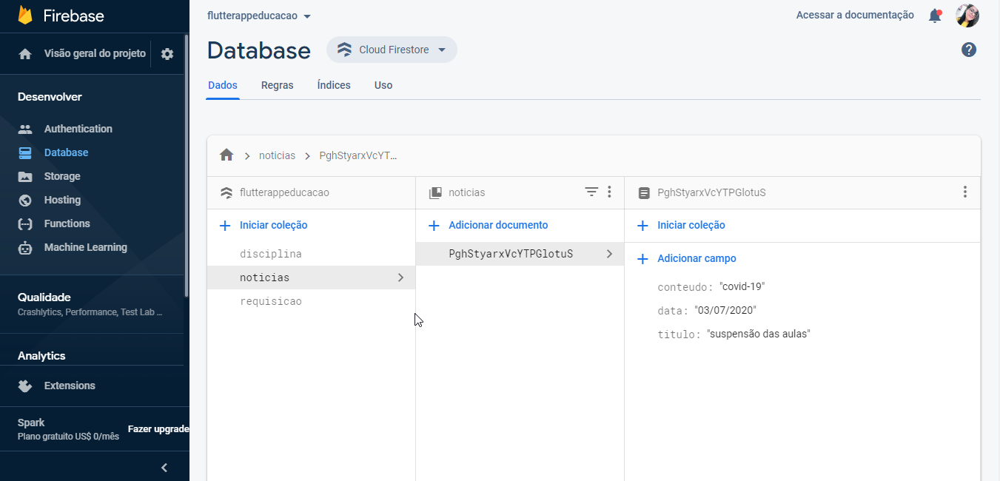 Firebase
Visão geral do projeto
Desenvolver
Authentication
Database
Storage
Hosting
Functions
Machine Learning
Qualidade
Crashlytics, Performance, Test Lab ...
Analytics
Extensions
Spark
Plano gratuito US$ 0/mês
Fazer upgrade
flutterappeducacao
Acessar a documentação
Database
Cloud Firestore
Dados Regras Índices Uso
noticias PghStyarxVcYT...
flutterappeducacao
Iniciar coleção
disciplina
noticias
requisicao
noticias
Adicionar documento
PghStyarxVcYTPGlotuS
PghStyarxVcYTPGlotuS
Iniciar coleção
Adicionar campo
conteudo: "covid-19"
data: "03/07/2020"
titulo: "suspensão das aulas"